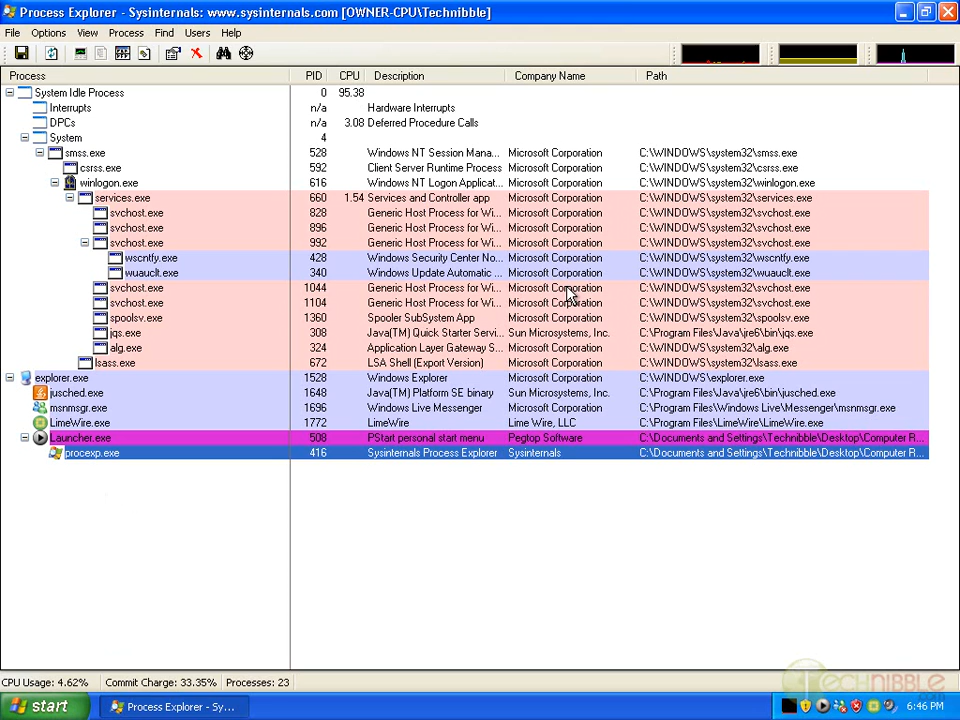 Process Explorer - Sysinternals: www.sysinternals.com [OWNER-CPU\Technibble]
File Options View Process Find Users Help
Process PID CPU Description Company Name Path
System Idle Process 0 95.38
Interrupts n/a Hardware Interrupts
DPCs n/a 3.08 Deferred Procedure Calls
System 4
smss.exe 528 Windows NT Session Mana... Microsoft Corporation C:\WINDOWS\system32\smss.exe
csrss.exe 592 Client Server Runtime Process Microsoft Corporation C:\WINDOWS\system32\csrss.exe
winlogon.exe 616 Windows NT Logon Applicat... Microsoft Corporation C:\WINDOWS\system32\winlogon.exe
services.exe 660 1.54 Services and Controller app Microsoft Corporation C:\WINDOWS\system32\services.exe
svchost.exe 828 Generic Host Process for Wi... Microsoft Corporation C:\WINDOWS\system32\svchost.exe
svchost.exe 896 Generic Host Process for Wi... Microsoft Corporation C:\WINDOWS\system32\svchost.exe
svchost.exe 992 Generic Host Process for Wi... Microsoft Corporation C:\WINDOWS\system32\svchost.exe
wscntfy.exe 428 Windows Security Center No... Microsoft Corporation C:\WINDOWS\system32\wscntfy.exe
wuauclt.exe 340 Windows Update Automatic ... Microsoft Corporation C:\WINDOWS\system32\wuauclt.exe
svchost.exe 1044 Generic Host Process for Wi... Microsoft Corporation C:\WINDOWS\system32\svchost.exe
svchost.exe 1104 Generic Host Process for Wi... Microsoft Corporation C:\WINDOWS\system32\svchost.exe
spoolsv.exe 1360 Spooler SubSystem App Microsoft Corporation C:\WINDOWS\system32\spoolsv.exe
jqs.exe 308 Java(TM) Quick Starter Servi... Sun Microsystems, Inc. C:\Program Files\Java\jre6\bin\jqs.exe
alg.exe 324 Application Layer Gateway S... Microsoft Corporation C:\WINDOWS\system32\alg.exe
lsass.exe 672 LSA Shell (Export Version) Microsoft Corporation C:\WINDOWS\system32\lsass.exe
explorer.exe 1528 Windows Explorer Microsoft Corporation C:\WINDOWS\explorer.exe
jusched.exe 1648 Java(TM) Platform SE binary Sun Microsystems, Inc. C:\Program Files\Java\jre6\bin\jusched.exe
msnmsgr.exe 1696 Windows Live Messenger Microsoft Corporation C:\Program Files\Windows Live\Messenger\msnmsgr.exe
LimeWire.exe 1772 LimeWire Lime Wire, LLC C:\Program Files\LimeWire\LimeWire.exe
Launcher.exe 508 PStart personal start menu Pegtop Software C:\Documents and Settings\Technibble\Desktop\Computer R...
procexp.exe 416 Sysinternals Process Explorer Sysinternals C:\Documents and Settings\Technibble\Desktop\Computer R...
CPU Usage: 4.62% Commit Charge: 33.35% Processes: 23
Technibble
.com
start Process Explorer - Sy... 6:46 PM